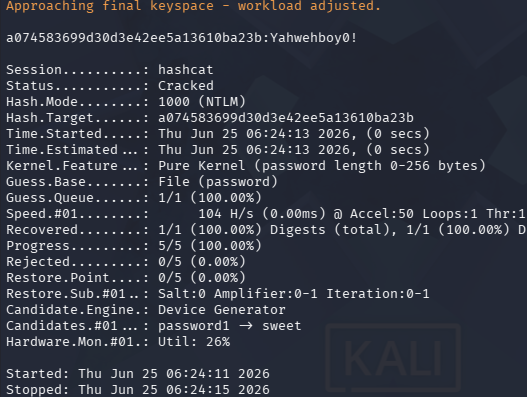 Approaching final keyspace - workload adjusted.
a074583699d30d3e42ee5a13610ba23b:Yahwehboy0!
Session..........: hashcat
Status...........: Cracked
Hash.Mode........: 1000 (NTLM)
Hash.Target......: a074583699d30d3e42ee5a13610ba23b
Time.Started.....: Thu Jun 25 06:24:13 2026, (0 secs)
Time.Estimated...: Thu Jun 25 06:24:13 2026, (0 secs)
Kernel.Feature...: Pure Kernel (password length 0-256 bytes)
Guess.Base.......: File (password)
Guess.Queue......: 1/1 (100.00%)
Speed.#01........:      104 H/s (0.00ms) @ Accel:50 Loops:1 Thr:1
Recovered........: 1/1 (100.00%) Digests (total), 1/1 (100.00%) D
Progress.........: 5/5 (100.00%)
Rejected.........: 0/5 (0.00%)
Restore.Point....: 0/5 (0.00%)
Restore.Sub.#01..: Salt:0 Amplifier:0-1 Iteration:0-1
Candidate.Engine.: Device Generator
Candidates.#01...: password1 -> sweet
Hardware.Mon.#01.: Util: 26%
KALI
Started: Thu Jun 25 06:24:11 2026
Stopped: Thu Jun 25 06:24:15 2026